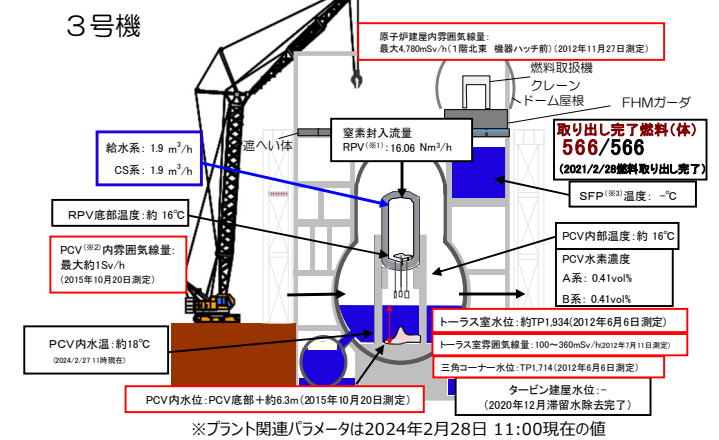 3号機
原子炉建屋内雰囲気線量:
最大4,780mSv/h(1階北東 機器ハッチ前)(2012年11月27日測定)
燃料取扱機
クレーン
ドーム屋根
FHMガーダ
遮へい体
窒素封入流量
RPV(※1):16.06 Nm³/h
給水系: 1.9 m³/h
CS系: 1.9 m³/h
取り出し完了燃料(体)
566/566
(2021/2/28燃料取り出し完了)
SFP(※3)温度: -℃
RPV底部温度:約 16℃
PCV(※2)内雰囲気線量:
最大約1Sv/h
(2015年10月20日測定)
PCV内部温度:約 16℃
PCV水素濃度
A系: 0.41vol%
B系: 0.41vol%
トーラス室水位:約TP1,934(2012年6月6日測定)
トーラス室雰囲気線量:100~360mSv/h(2012年7月11日測定)
三角コーナー水位:TP1,714(2012年6月6日測定)
PCV内水温:約18℃
(2024/2/27 11時現在)
PCV内水位:PCV底部+約6.3m(2015年10月20日測定)
タービン建屋水位:-
(2020年12月滞留水除去完了)
※プラント関連パラメータは2024年2月28日 11:00現在の値